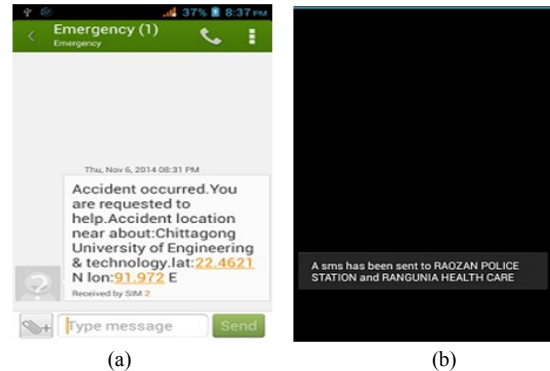 37% 8:37 PM
Emergency (1)
Emergency
Thu, Nov 6, 2014 08:31 PM
Accident occurred.You
are requested to
help.Accident location
near about:Chittagong
University of Engineering
& technology.lat:22.4621
N lon:91.972 E
Received by SIM 2
Type message
Send
A sms has been sent to RAOZAN POLICE
STATION and RANGUNIA HEALTH CARE
(a)
(b)